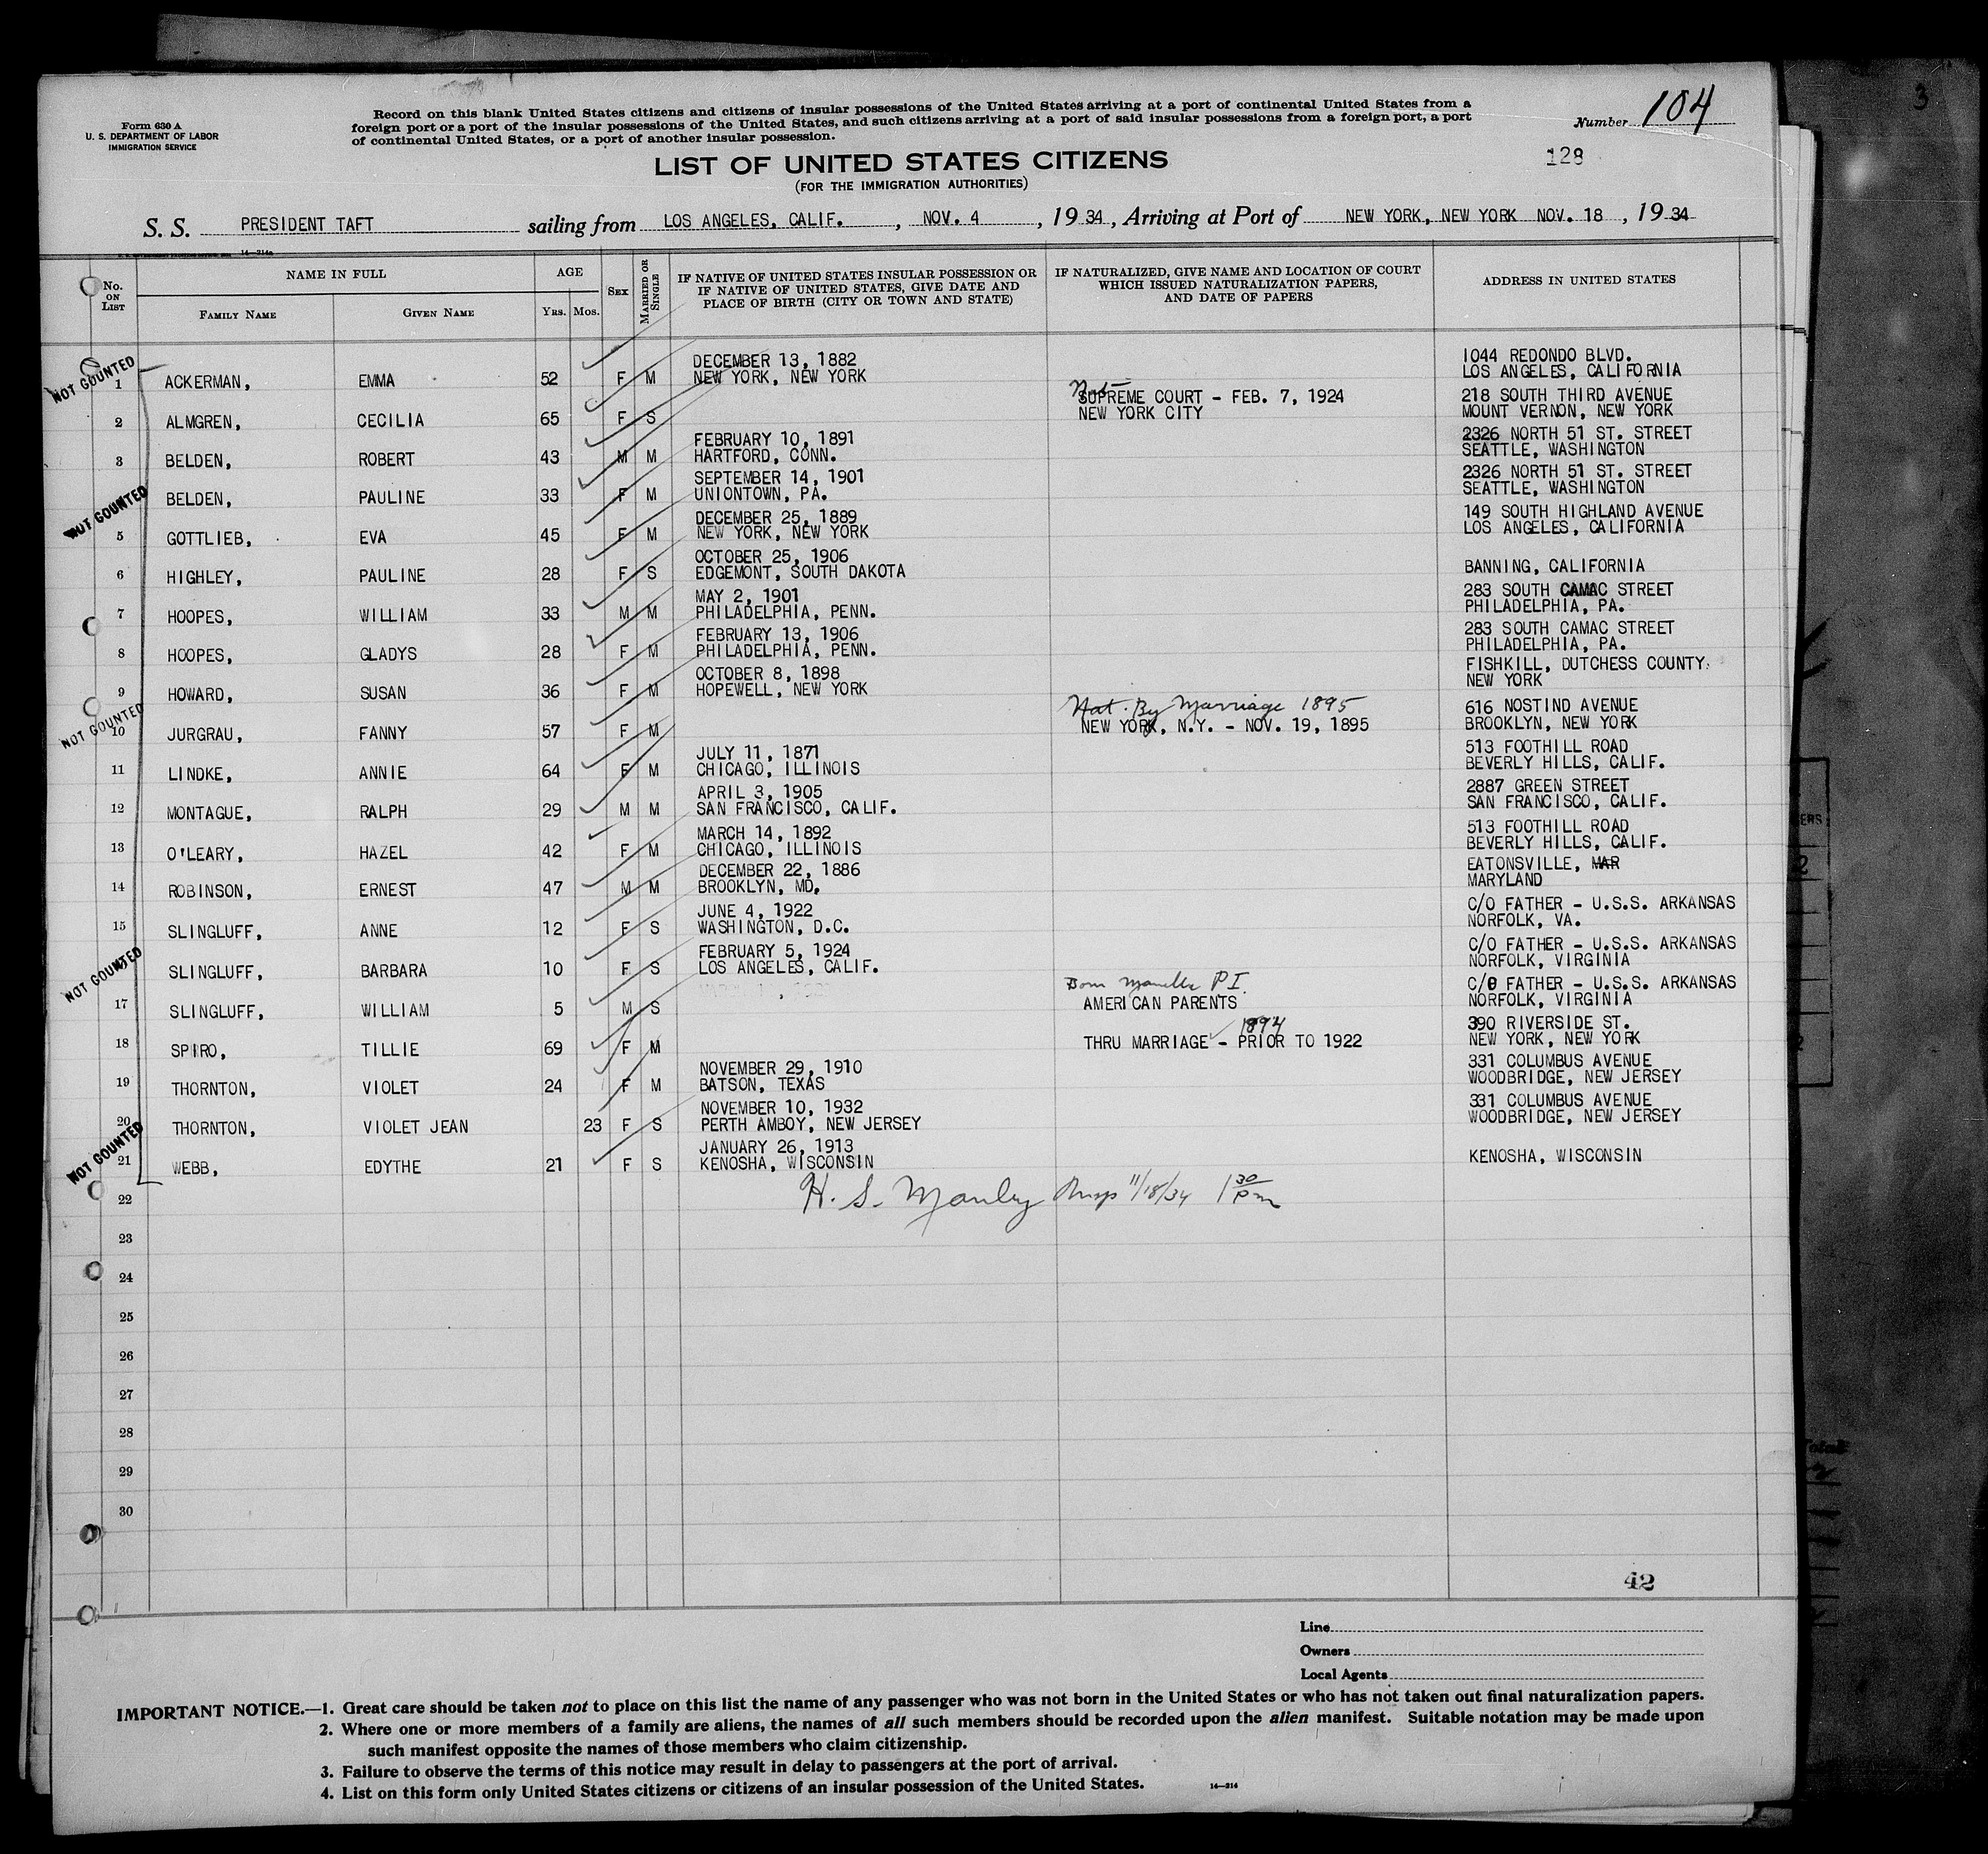 Form 630 A
U. S. DEPARTMENT OF LABOR
IMMIGRATION SERVICE
Record on this blank United States citizens and citizens of insular possessions of the United States arriving at a port of continental United States from a
foreign port or a port of the insular possessions of the United States, and such citizens arriving at a port of said insular possessions from a foreign port, a port
of continental United States, or a port of another insular possession.
Number 104
128
3
LIST OF UNITED STATES CITIZENS
(FOR THE IMMIGRATION AUTHORITIES)
S. S. PRESIDENT TAFT sailing from LOS ANGELES, CALIF. , NOV. 4 , 19 34 , Arriving at Port of NEW YORK, NEW YORK NOV. 18 , 19 34
14—214a
No. ON LIST
NAME IN FULL
FAMILY NAME
GIVEN NAME
AGE
YRS.
MOS.
SEX
MARRIED OR SINGLE
IF NATIVE OF UNITED STATES INSULAR POSSESSION OR
IF NATIVE OF UNITED STATES, GIVE DATE AND
PLACE OF BIRTH (CITY OR TOWN AND STATE)
IF NATURALIZED, GIVE NAME AND LOCATION OF COURT
WHICH ISSUED NATURALIZATION PAPERS,
AND DATE OF PAPERS
ADDRESS IN UNITED STATES
NOT COUNTED
DECEMBER 13, 1882 1044 REDONDO BLVD.
1 ACKERMAN, EMMA 52 F M NEW YORK, NEW YORK LOS ANGELES, CALIFORNIA
Nat
SUPREME COURT - FEB. 7, 1924 218 SOUTH THIRD AVENUE
2 ALMGREN, CECILIA 65 F S NEW YORK CITY MOUNT VERNON, NEW YORK
FEBRUARY 10, 1891 2326 NORTH 51 ST. STREET
3 BELDEN, ROBERT 43 M M HARTFORD, CONN. SEATTLE, WASHINGTON
SEPTEMBER 14, 1901 2326 NORTH 51 ST. STREET
NOT COUNTED BELDEN, PAULINE 33 F M UNIONTOWN, PA. SEATTLE, WASHINGTON
DECEMBER 25, 1889 149 SOUTH HIGHLAND AVENUE
5 GOTTLIEB, EVA 45 F M NEW YORK, NEW YORK LOS ANGELES, CALIFORNIA
OCTOBER 25, 1906
6 HIGHLEY, PAULINE 28 F S EDGEMONT, SOUTH DAKOTA BANNING, CALIFORNIA
MAY 2, 1901 283 SOUTH CAMAC STREET
7 HOOPES, WILLIAM 33 M M PHILADELPHIA, PENN. PHILADELPHIA, PA.
FEBRUARY 13, 1906 283 SOUTH CAMAC STREET
8 HOOPES, GLADYS 28 F M PHILADELPHIA, PENN. PHILADELPHIA, PA.
OCTOBER 8, 1898 FISHKILL, DUTCHESS COUNTY,
9 HOWARD, SUSAN 36 F M HOPEWELL, NEW YORK NEW YORK
NOT COUNTED
Nat. By Marriage 1895 616 NOSTIND AVENUE
10 JURGRAU, FANNY 57 F M NEW YORK, N.Y. - NOV. 19, 1895 BROOKLYN, NEW YORK
JULY 11, 1871 513 FOOTHILL ROAD
11 LINDKE, ANNIE 64 F M CHICAGO, ILLINOIS BEVERLY HILLS, CALIF.
APRIL 3, 1905 2887 GREEN STREET
12 MONTAGUE, RALPH 29 M M SAN FRANCISCO, CALIF. SAN FRANCISCO, CALIF.
MARCH 14, 1892 513 FOOTHILL ROAD
13 O'LEARY, HAZEL 42 F M CHICAGO, ILLINOIS BEVERLY HILLS, CALIF.
DECEMBER 22, 1886 EATONSVILLE, MAR
14 ROBINSON, ERNEST 47 M M BROOKLYN, MD. MARYLAND
JUNE 4, 1922 C/O FATHER - U.S.S. ARKANSAS
15 SLINGLUFF, ANNE 12 F S WASHINGTON, D.C. NORFOLK, VA.
FEBRUARY 5, 1924 C/O FATHER - U.S.S. ARKANSAS
NOT COUNTED SLINGLUFF, BARBARA 10 F S LOS ANGELES, CALIF. NORFOLK, VIRGINIA
Born Manilla P I. C/O FATHER - U.S.S. ARKANSAS
17 SLINGLUFF, WILLIAM 5 M S AMERICAN PARENTS NORFOLK, VIRGINIA
1894 390 RIVERSIDE ST.
18 SPIRO, TILLIE 69 F M THRU MARRIAGE - PRIOR TO 1922 NEW YORK, NEW YORK
NOVEMBER 29, 1910 331 COLUMBUS AVENUE
19 THORNTON, VIOLET 24 F M BATSON, TEXAS WOODBRIDGE, NEW JERSEY
NOVEMBER 10, 1932 331 COLUMBUS AVENUE
20 THORNTON, VIOLET JEAN 23 F S PERTH AMBOY, NEW JERSEY WOODBRIDGE, NEW JERSEY
NOT COUNTED
JANUARY 26, 1913
21 WEBB, EDYTHE 21 F S KENOSHA, WISCONSIN KENOSHA, WISCONSIN
22 H. S. Manley Insp 11/18/34 1 30 pm
23
24
25
26
27
28
29
30
42
Line
Owners
Local Agents
IMPORTANT NOTICE.—1. Great care should be taken not to place on this list the name of any passenger who was not born in the United States or who has not taken out final naturalization papers.
2. Where one or more members of a family are aliens, the names of all such members should be recorded upon the alien manifest. Suitable notation may be made upon
such manifest opposite the names of those members who claim citizenship.
3. Failure to observe the terms of this notice may result in delay to passengers at the port of arrival.
4. List on this form only United States citizens or citizens of an insular possession of the United States. 14—214